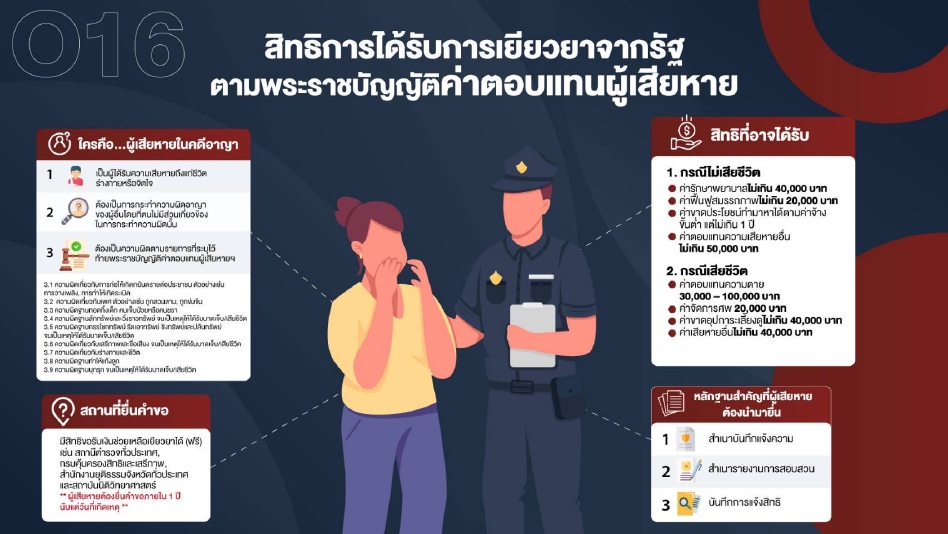 O16
สิทธิการได้รับการเยียวยาจากรัฐ
ตามพระราชบัญญัติค่าตอบแทนผู้เสียหาย
ใครคือ...ผู้เสียหายในคดีอาญา
1 เป็นผู้ได้รับความเสียหายถึงแก่ชีวิต
ร่างกายหรือจิตใจ
2 ต้องเป็นการกระทำความผิดอาญา
ของผู้อื่นโดยที่ตนไม่มีส่วนเกี่ยวข้อง
ในการกระทำความผิดนั้น
3 ต้องเป็นความผิดตามรายการที่ระบุไว้
ท้ายพระราชบัญญัติค่าตอบแทนผู้เสียหายฯ
3.1 ความผิดเกี่ยวกับการก่อให้เกิดภยันตรายต่อประชาชน ตัวอย่างเช่น
การวางเพลิง, การทำให้เกิดระเบิด
3.2 ความผิดเกี่ยวกับเพศ ตัวอย่างเช่น ถูกลวนลาม, ถูกข่มขืน
3.3 ความผิดฐานทอดทิ้งเด็ก คนเจ็บป่วยหรือคนชรา
3.4 ความผิดฐานลักทรัพย์และวิ่งราวทรัพย์ จนเป็นเหตุให้ได้รับบาดเจ็บ/เสียชีวิต
3.5 ความผิดฐานกรรโชกทรัพย์ รีดเอาทรัพย์ ชิงทรัพย์และปล้นทรัพย์
จนเป็นเหตุให้ได้รับบาดเจ็บ/เสียชีวิต
3.6 ความผิดเกี่ยวกับเสรีภาพและชื่อเสียง จนเป็นเหตุให้ได้รับบาดเจ็บ/เสียชีวิต
3.7 ความผิดเกี่ยวกับร่างกายและชีวิต
3.8 ความผิดฐานทำให้แท้งลูก
3.9 ความผิดฐานบุกรุก จนเป็นเหตุให้ได้รับบาดเจ็บ/เสียชีวิต
สถานที่ยื่นคำขอ
มีสิทธิขอรับเงินช่วยเหลือเยียวยาได้ (ฟรี)
เช่น สถานีตำรวจทั่วประเทศ,
กรมคุ้มครองสิทธิและเสรีภาพ,
สำนักงานยุติธรรมจังหวัดทั่วประเทศ
และสถาบันนิติวิทยาศาสตร์
** ผู้เสียหายต้องยื่นคำขอภายใน 1 ปี
นับแต่วันที่เกิดเหตุ **
สิทธิที่อาจได้รับ
1. กรณีไม่เสียชีวิต
ค่ารักษาพยาบาลไม่เกิน 40,000 บาท
ค่าฟื้นฟูสมรรถภาพไม่เกิน 20,000 บาท
ค่าขาดประโยชน์ทำมาหาได้ตามค่าจ้าง
ขั้นต่ำ แต่ไม่เกิน 1 ปี
ค่าตอบแทนความเสียหายอื่น
ไม่เกิน 50,000 บาท
2. กรณีเสียชีวิต
ค่าตอบแทนความตาย
30,000 – 100,000 บาท
ค่าจัดการศพ 20,000 บาท
ค่าขาดอุปการะเลี้ยงดูไม่เกิน 40,000 บาท
ค่าเสียหายอื่นไม่เกิน 40,000 บาท
หลักฐานสำคัญที่ผู้เสียหาย
ต้องนำมายื่น
1 สำเนาบันทึกแจ้งความ
2 สำเนารายงานการสอบสวน
3 บันทึกการแจ้งสิทธิ